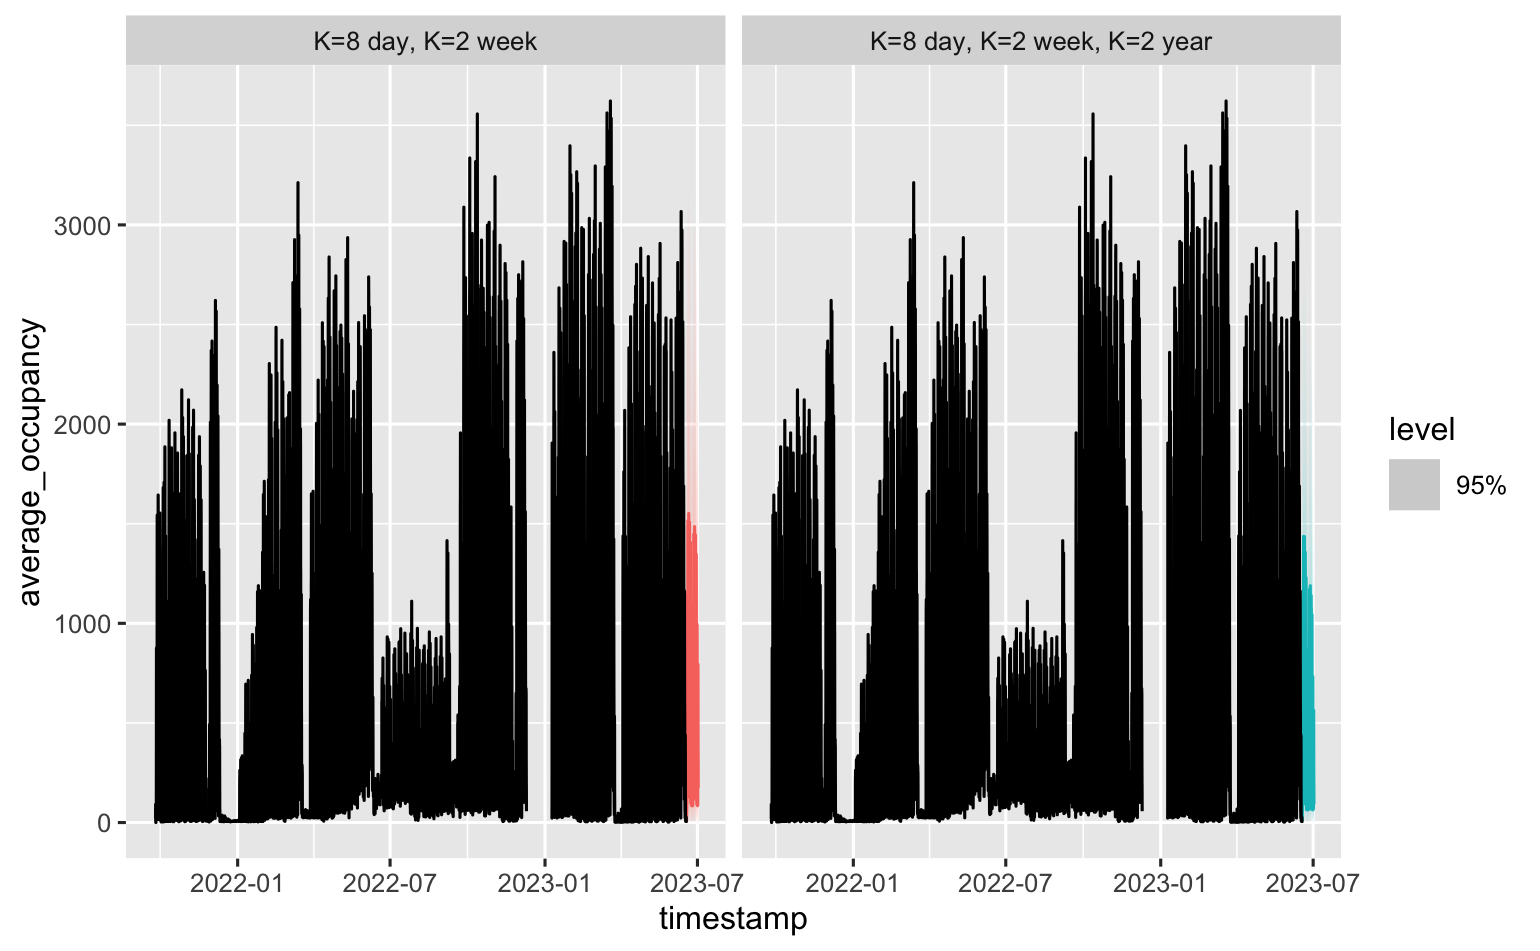 K=8 day, K=2 week
K=8 day, K=2 week, K=2 year
average_occupancy
3000
2000
1000
0
2022-01
2022-07
2023-01
2023-07
2022-01
2022-07
2023-01
2023-07
timestamp
level
95%